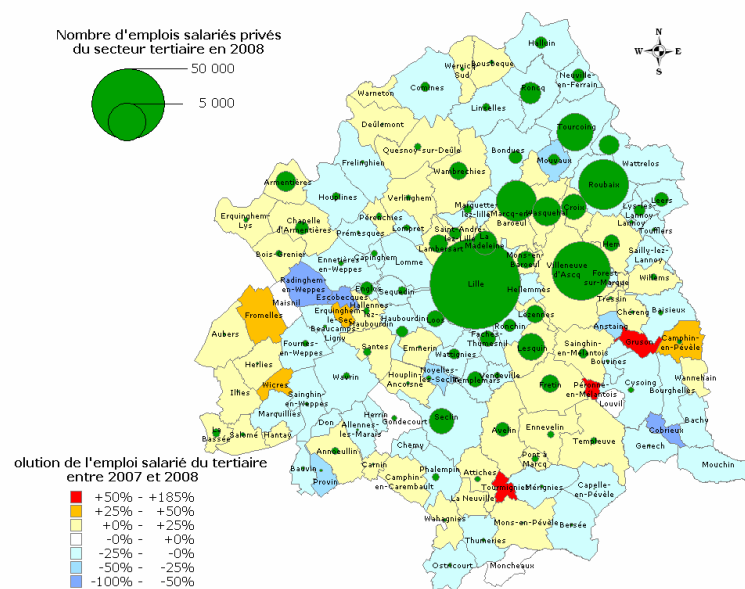 Nombre d'emplois salariés privés
du secteur tertiaire en 2008
50 000
5 000
N
W E
S
Halluin
Bousbecque
Wervicq
Sud
Neuville-
en-Ferrain
Comines
Roncq
Warneton
Linselles
Deûlémont
Tourcoing
Quesnoy-sur-Deûle
Bondues
Mouvaux
Wattrelos
Frelinghien
Wambrechies
Roubaix
Armentières
Houplines
Verlinghem
Marquette-
lez-lille
Marcq-en
Baroeul
Wasquehal
Croix
Leers
Lys-lez-
Lannoy
Lannoy
Toufflers
Erquinghem-
Lys
Chapelle
d'Armentières
Pérenchies
Lompret
Saint-André-
lez-Lille
Prémesques
La
Madeleine
Lambersart
Hem
Sailly-lez-
Lannoy
Bois-Grenier
Capinghem
Ennetières-
en-Weppes
Lomme
Mons-en-
Baroeul
Villeneuve
d'Ascq
Forest-
sur-Marque
Willems
Radinghem-
en-Weppes
Lille
Hellemmes
Tressin
Englos
Sequedin
Escobecques
Maisnil
Hallennes
lez-
Haubourdin
Haubourdin
Loos
Lezennes
Chéreng
Baisieux
Fromelles
Erquinghem-
le-Sec
Beaucamps-
Ligny
Ronchin
Faches-
Thumesnil
Anstaing
Gruson
Camphin-
en-Pévèle
Aubers
Fournes-
en-Weppes
Santes
Emmerin
Wattignies
Lesquin
Sainghin-
en-Mélantois
Bouvines
Herlies
Wavrin
Houplin-
Ancoisne
Noyelles-
les-Seclin
Templemars
Vendeville
Fretin
Péronne-
en-Mélantois
Cysoing
Wannehain
Bourghelles
Illies
Wicres
Sainghin-
en-Weppes
Louvil
Marquillies
Herrin
Gondecourt
Seclin
Bachy
La
Bassée
Salomé
Hantay
Don
Allennes-
les-Marais
Avelin
Ennevelin
Cobrieux
Genech
Chemy
Templeuve
Annoeullin
Mouchin
Bauvin
Provin
Carnin
Phalempin
Pont à
Marcq
Camphin-
en-Carembault
Attiches
Tourmignies
Mérignies
Capelle-
en-Pévèle
La Neuville
Wahagnies
Mons-en-Pévèle
Bersée
Thumeries
Ostricourt
Moncheaux
olution de l'emploi salarié du tertiaire
entre 2007 et 2008
+50% - +185%
+25% - +50%
+0% - +25%
-0% - +0%
-25% - -0%
-50% - -25%
-100% - -50%